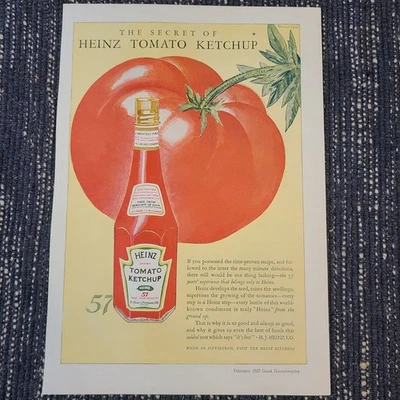 THE SECRET OF
HEINZ TOMATO KETCHUP
HEINZ
TOMATO
KETCHUP
57
57
If you possessed the time-proven recipe, and fol-
lowed to the letter the many minute directions,
there still would be one thing lacking—the 57
years' experience that belongs only to Heinz.
Heinz develops the seed, raises the seedlings,
supervises the growing of the tomatoes—every
step is a Heinz step—every bottle of this world-
known condiment is truly "Heinz" from the
ground up.
That is why it is so good and always so good,
and why it gives to even the best of foods that
added zest which says "it's best". H. J. HEINZ CO.
WHEN IN PITTSBURGH, VISIT THE HEINZ KITCHENS
Good Housekeeping